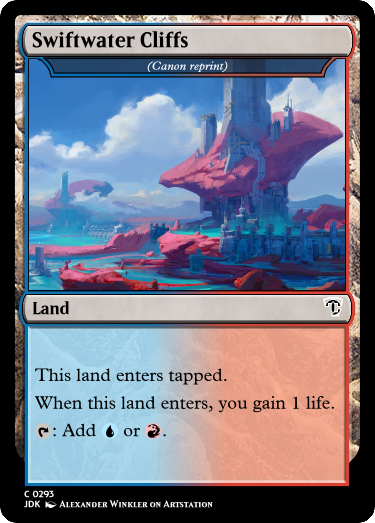 Swiftwater Cliffs
(Canon reprint)
Land
This land enters tapped.
When this land enters, you gain 1 life.
: Add or .
C 0293
JDK Alexander Winkler on Artstation